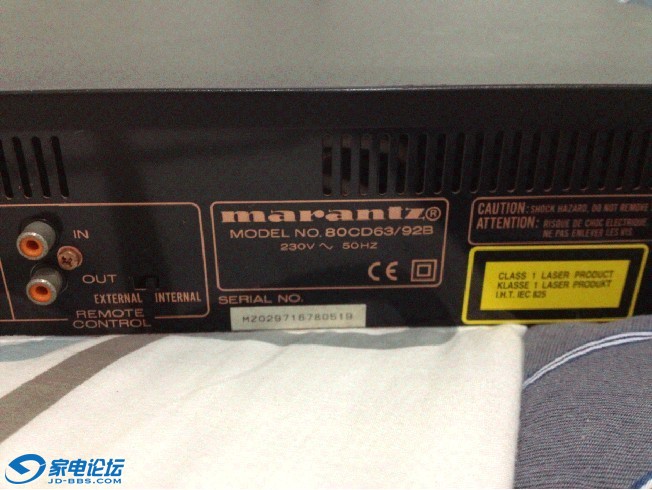 marantz®
MODEL NO. 80CD63/92B
230V ~ 50HZ
CE
SERIAL NO.
MZ029716780519
IN
OUT
EXTERNAL INTERNAL
REMOTE
CONTROL
CAUTION: SHOCK HAZARD, DO NOT REMOVE
ATTENTION: RISQUE DE CHOC ELECTRIQUE
NE PAS ENLEVER LES VIS.
CLASS 1 LASER PRODUCT
KLASSE 1 LASER PRODUKT
I.H.T. IEC 825
家电论坛
JD-BBS.COM